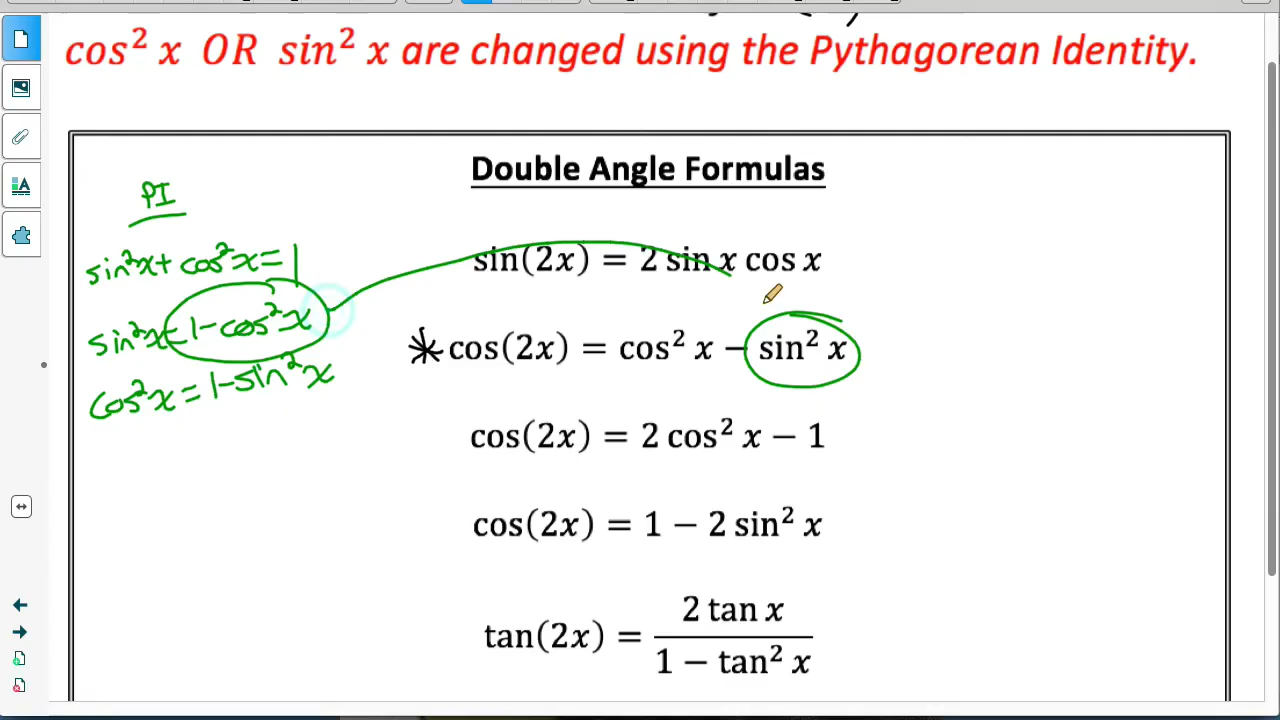 cos² x OR sin² x are changed using the Pythagorean Identity.
Double Angle Formulas
PI
sin²x + cos²x = 1
sin²x = 1 - cos²x
cos²x = 1 - sin²x
sin(2x) = 2 sin x cos x
* cos(2x) = cos² x − sin² x
cos(2x) = 2 cos² x − 1
cos(2x) = 1 − 2 sin² x
tan(2x) = 2 tan x / 1 − tan² x